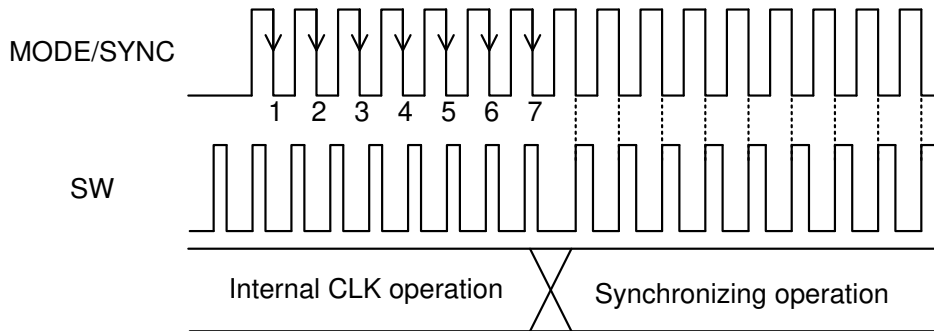 MODE/SYNC
1 2 3 4 5 6 7
SW
Internal CLK operation
Synchronizing operation